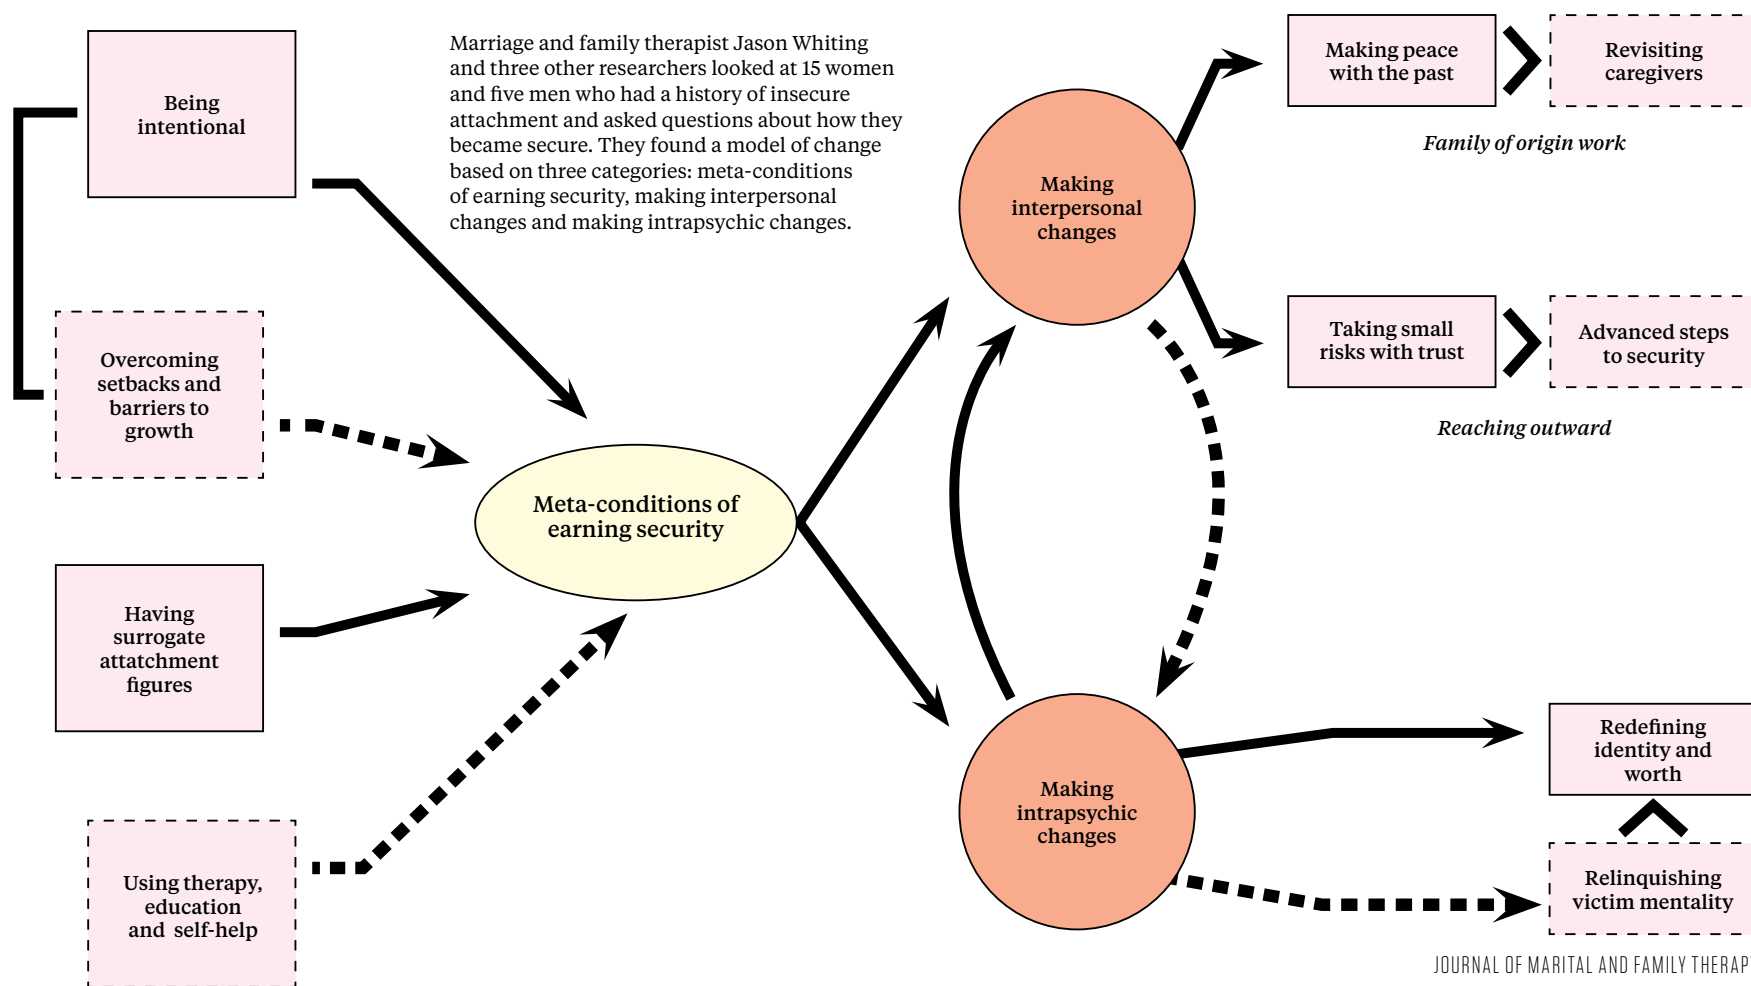 Being
intentional
Marriage and family therapist Jason Whiting
and three other researchers looked at 15 women
and five men who had a history of insecure
attachment and asked questions about how they
became secure. They found a model of change
based on three categories: meta-conditions
of earning security, making interpersonal
changes and making intrapsychic changes.
Overcoming
setbacks and
barriers to
growth
Having
surrogate
attatchment
figures
Using therapy,
education
and self-help
Meta-conditions of
earning security
Making
interpersonal
changes
Making peace
with the past
Revisiting
caregivers
Family of origin work
Taking small
risks with trust
Advanced steps
to security
Reaching outward
Making
intrapsychic
changes
Redefining
identity and
worth
Relinquishing
victim mentality
JOURNAL OF MARITAL AND FAMILY THERAPY